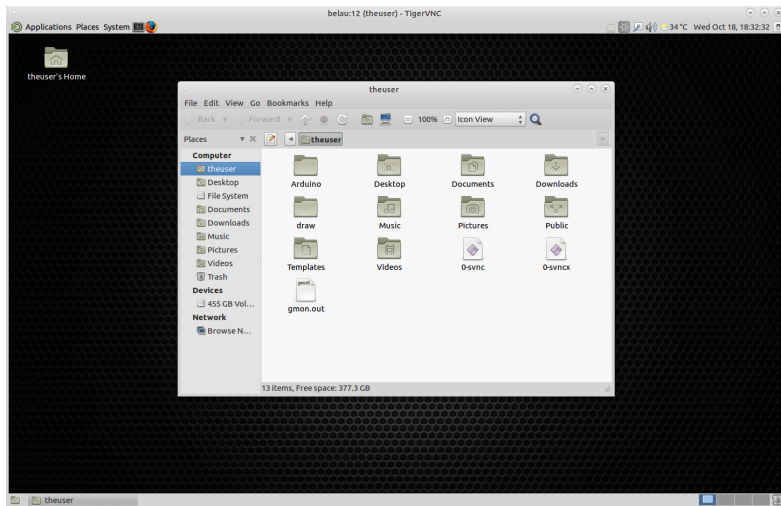 belau:12 (theuser) - TigerVNC
Applications Places System 34 °C Wed Oct 18, 18:32:32
theuser's Home
theuser
File Edit View Go Bookmarks Help
Back Forward 100% Icon View
Places theuser
Computer
theuser
Desktop
File System
Documents
Downloads
Music
Pictures
Videos
Trash
Devices
455 GB Vol...
Network
Browse N...
Arduino Desktop Documents Downloads
draw Music Pictures Public
Templates Videos 0-svnc 0-svncx
gmon.out
13 items, Free space: 377.3 GB
theuser